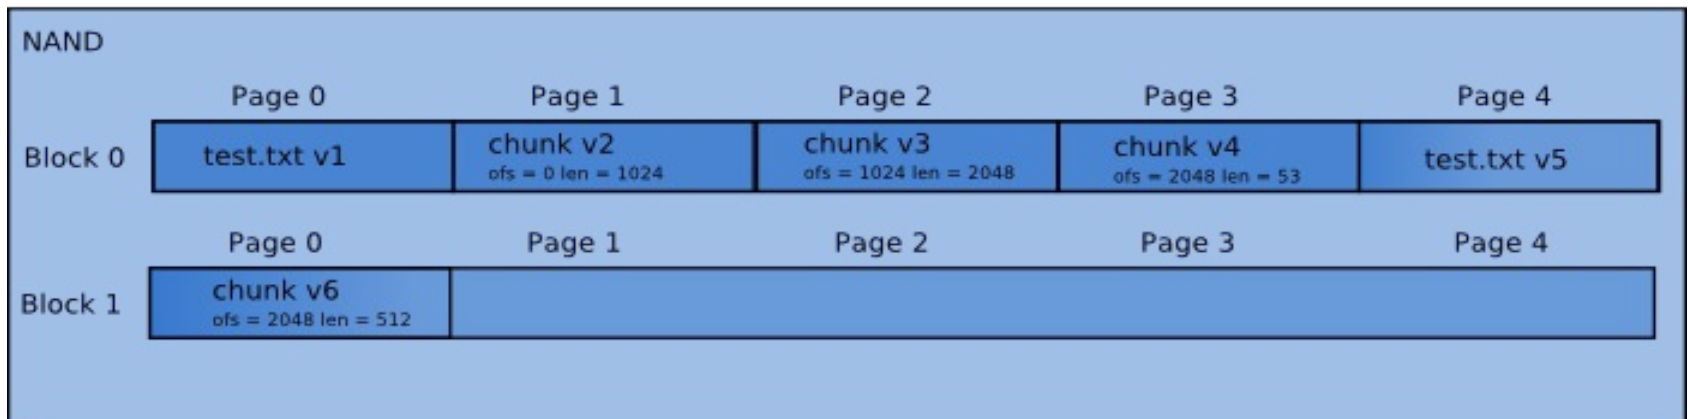 NAND
Page 0 Page 1 Page 2 Page 3 Page 4
Block 0
test.txt v1
chunk v2
ofs = 0 len = 1024
chunk v3
ofs = 1024 len = 2048
chunk v4
ofs = 2048 len = 53
test.txt v5
Page 0 Page 1 Page 2 Page 3 Page 4
Block 1
chunk v6
ofs = 2048 len = 512